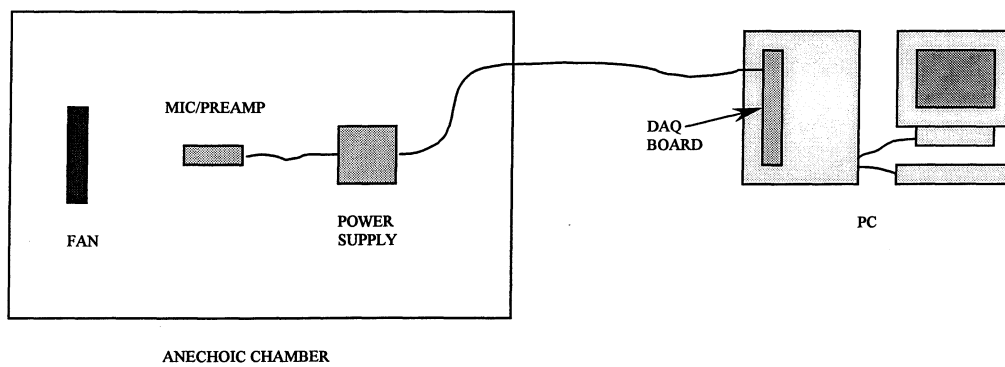 MIC/PREAMP
DAQ
BOARD
POWER
SUPPLY
FAN
PC
ANECHOIC CHAMBER